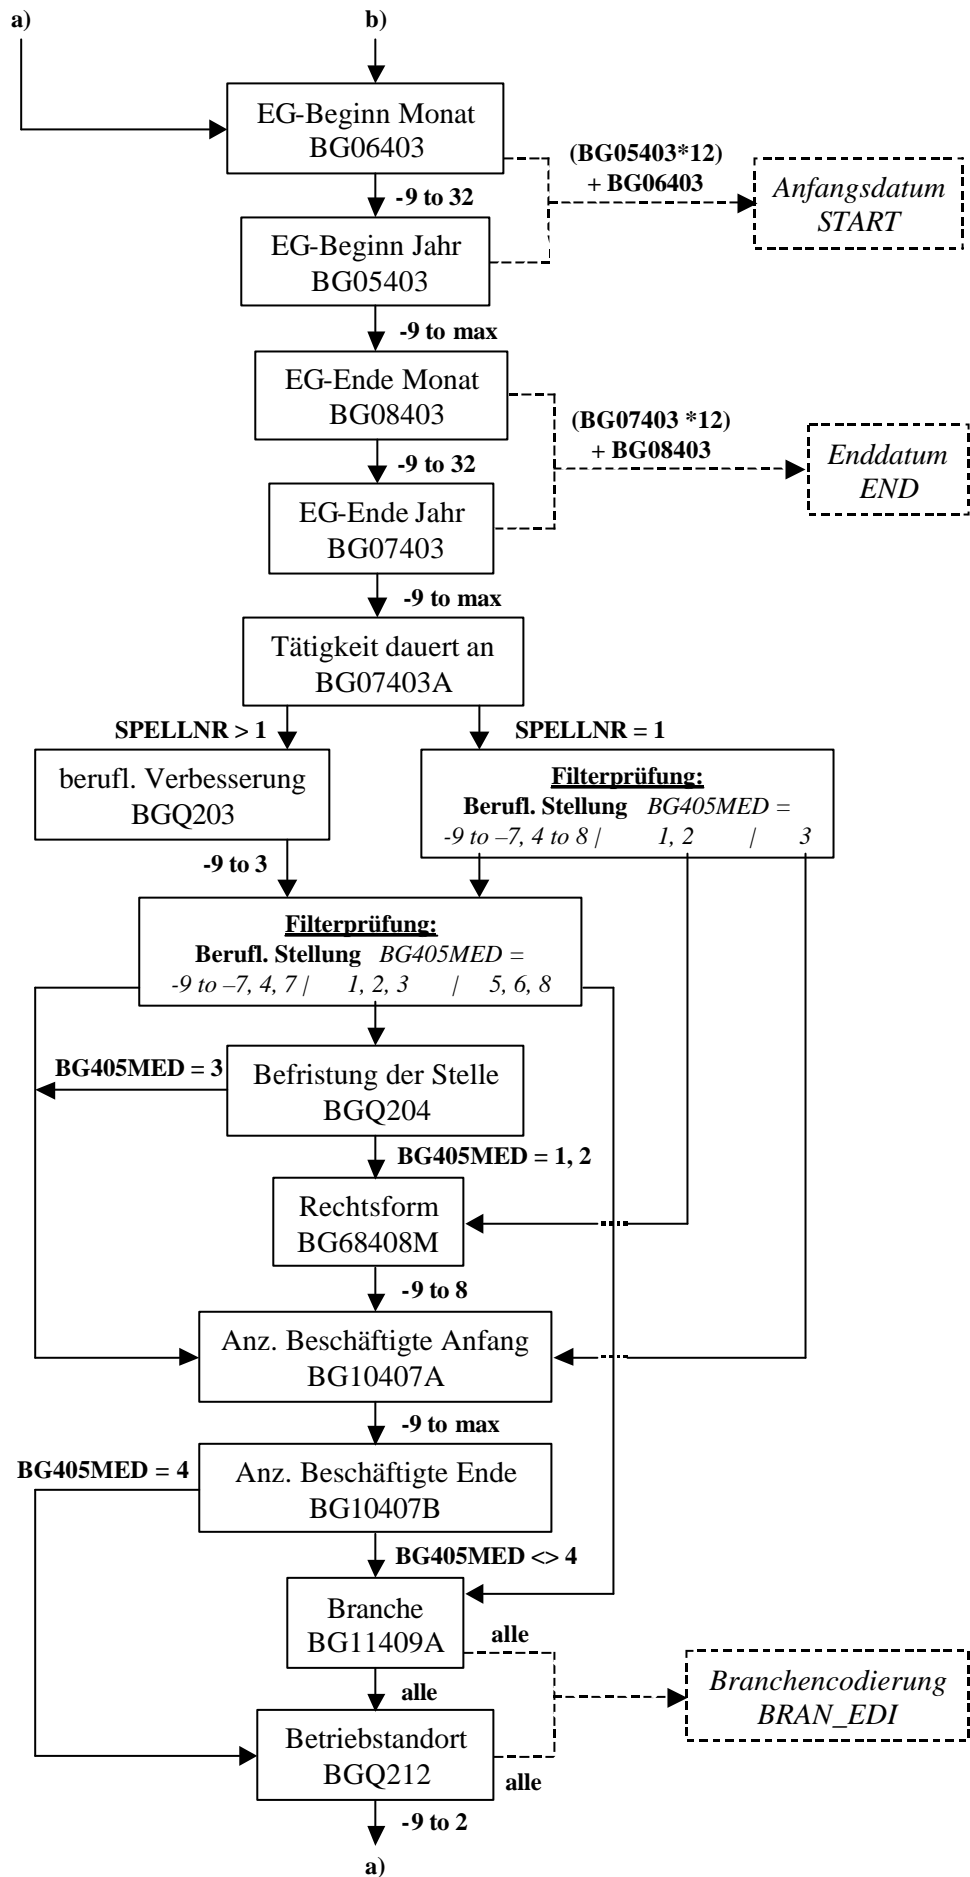 a)
b)
EG-Beginn Monat
BG06403
(BG05403*12)
+ BG06403
Anfangsdatum
START
-9 to 32
EG-Beginn Jahr
BG05403
-9 to max
EG-Ende Monat
BG08403
(BG07403 *12)
+ BG08403
Enddatum
END
-9 to 32
EG-Ende Jahr
BG07403
-9 to max
Tätigkeit dauert an
BG07403A
SPELLNR > 1
SPELLNR = 1
berufl. Verbesserung
BGQ203
Filterprüfung:
Berufl. Stellung BG405MED =
-9 to –7, 4 to 8 | 1, 2 | 3
-9 to 3
Filterprüfung:
Berufl. Stellung BG405MED =
-9 to –7, 4, 7 | 1, 2, 3 | 5, 6, 8
BG405MED = 3
Befristung der Stelle
BGQ204
BG405MED = 1, 2
Rechtsform
BG68408M
-9 to 8
Anz. Beschäftigte Anfang
BG10407A
-9 to max
BG405MED = 4
Anz. Beschäftigte Ende
BG10407B
BG405MED <> 4
Branche
BG11409A
alle
alle
Branchencodierung
BRAN_EDI
Betriebstandort
BGQ212
alle
-9 to 2
a)